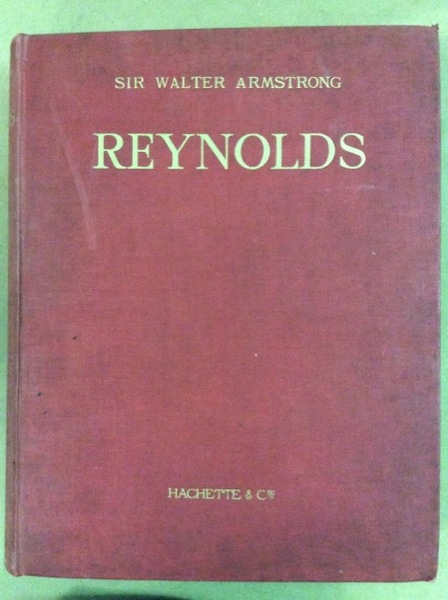 SIR WALTER ARMSTRONG
REYNOLDS
HACHETTE & Cie